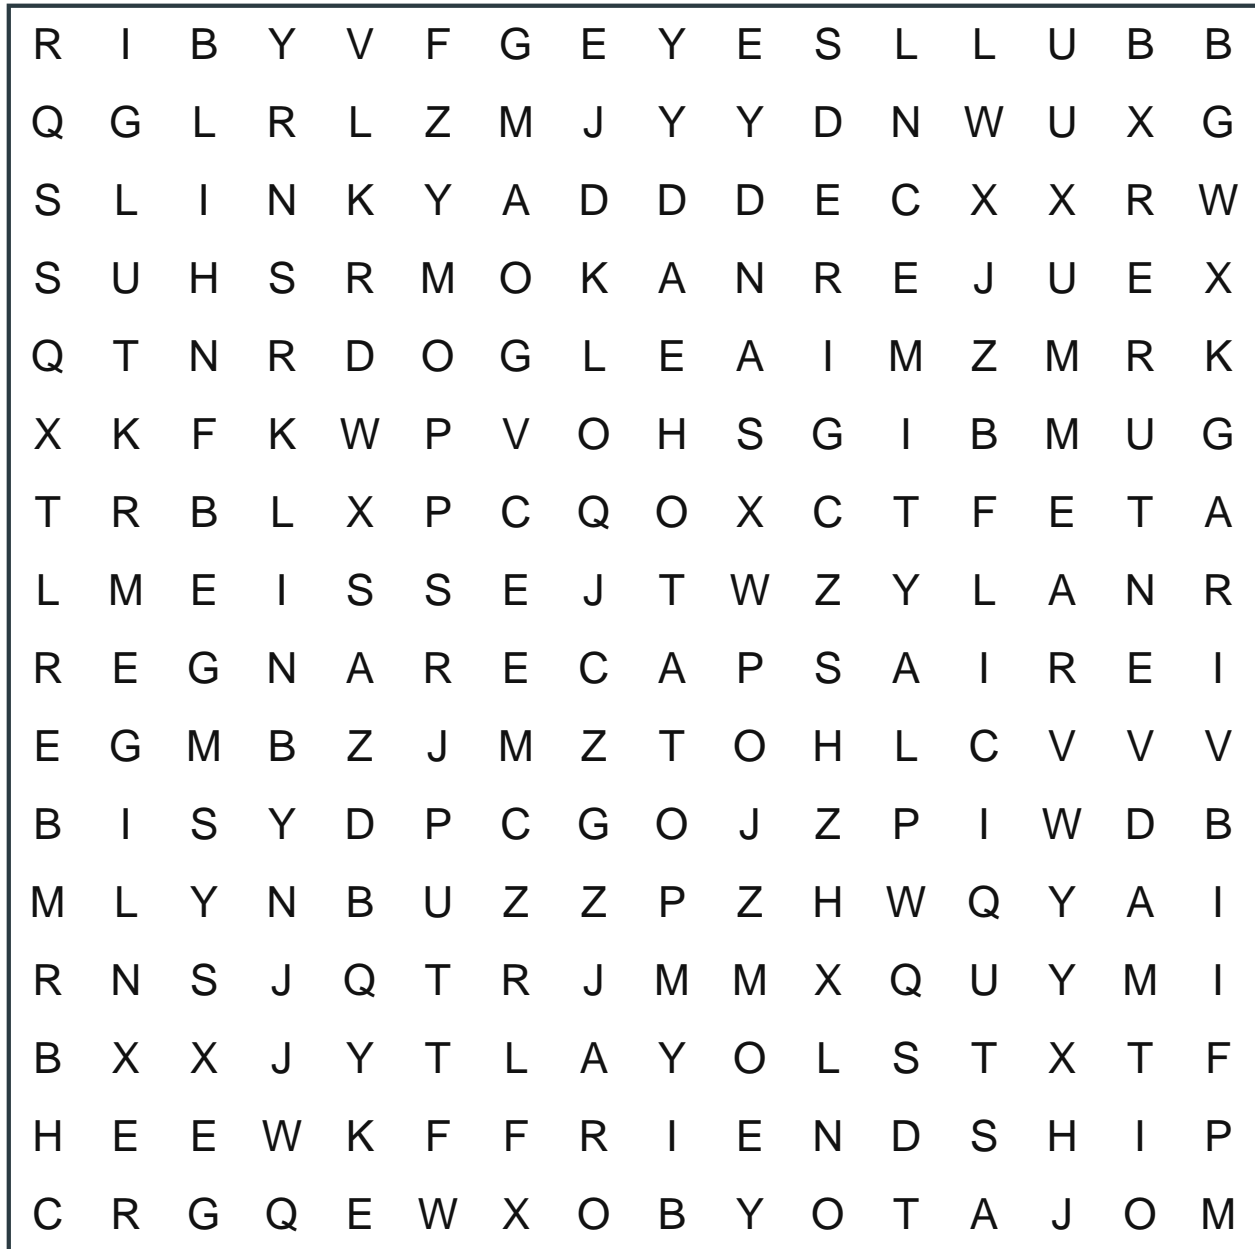 R I B Y V F G E Y E S L L U B B
Q G L R L Z M J Y Y D N W U X G
S L I N K Y A D D D E C X X R W
S U H S R M O K A N R E J U E X
Q T N R D O G L E A I M Z M R K
X K F K W P V O H S G I B M U G
T R B L X P C Q O X C T F E T A
L M E I S S E J T W Z Y L A N R
R E G N A R E C A P S A I R E I
E G M B Z J M Z T O H L C V V V
B I S Y D P C G O J Z P I W D B
M L Y N B U Z Z P Z H W Q Y A I
R N S J Q T R J M M X Q U Y M I
B X X J Y T L A Y O L S T X T F
H E E W K F F R I E N D S H I P
C R G Q E W X O B Y O T A J O M